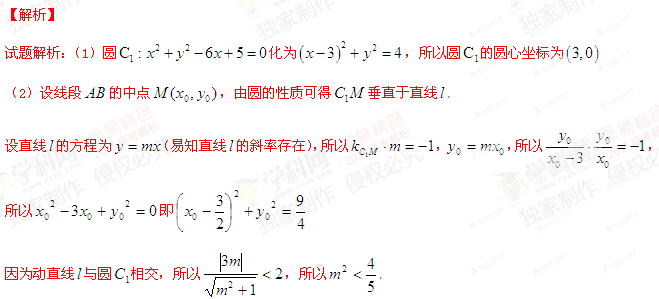 【解析】
试题解析:(1)圆C₁:x²+y²-6x+5=0化为(x-3)²+y²=4,所以圆C₁的圆心坐标为(3,0)
(2)设线段AB的中点M(x₀,y₀),由圆的性质可得C₁M垂直于直线l.
设直线l的方程为y=mx(易知直线l的斜率存在),所以k_{C₁M}·m=-1,y₀=mx₀,所以y₀/(x₀-3)·y₀/x₀=-1,
所以x₀²-3x₀+y₀²=0即(x₀-3/2)²+y₀²=9/4
因为动直线l与圆C₁相交,所以|3m|/√(m²+1)<2,所以m²<4/5.